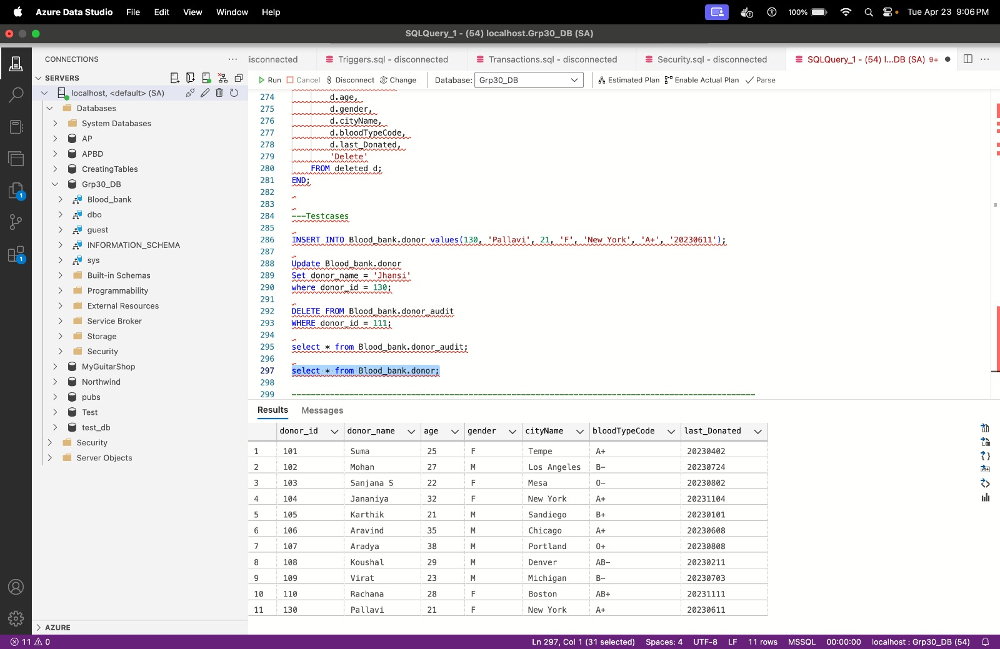 Azure Data Studio File Edit View Window Help 100% Tue Apr 23 9:06 PM
SQLQuery_1 - (54) localhost.Grp30_DB (SA)
CONNECTIONS
SERVERS
localhost, <default> (SA)
Databases
System Databases
AP
APBD
CreatingTables
Grp30_DB
Blood_bank
dbo
guest
INFORMATION_SCHEMA
sys
Built-in Schemas
Programmability
External Resources
Service Broker
Storage
Security
MyGuitarShop
Northwind
pubs
Test
test_db
Security
Server Objects
AZURE
1
1
isconnected Triggers.sql - disconnected Transactions.sql - disconnected Security.sql - disconnected SQLQuery_1 - (54) l...DB (SA) 9+
Run Cancel Disconnect Change Database: Grp30_DB Estimated Plan Enable Actual Plan Parse
274 d.age,
275 d.gender,
276 d.cityName,
277 d.bloodTypeCode,
278 d.last_Donated,
279 'Delete'
280 FROM deleted d;
281 END;
282
283
284 ---Testcases
285
286 INSERT INTO Blood_bank.donor values(130, 'Pallavi', 21, 'F', 'New York', 'A+', '20230611');
287
288 Update Blood_bank.donor
289 Set donor_name = 'Jhansi'
290 where donor_id = 130;
291
292 DELETE FROM Blood_bank.donor_audit
293 WHERE donor_id = 111;
294
295 select * from Blood_bank.donor_audit;
296
297 select * from Blood_bank.donor;
298
299 -------------------------------------------------------------------------------------------------
Results Messages
donor_id donor_name age gender cityName bloodTypeCode last_Donated
1 101 Suma 25 F Tempe A+ 20230402
2 102 Mohan 27 M Los Angeles B- 20230724
3 103 Sanjana S 22 F Mesa O- 20230802
4 104 Jananiya 32 F New York A+ 20231104
5 105 Karthik 21 M Sandiego B+ 20230101
6 106 Aravind 35 M Chicago A+ 20230608
7 107 Aradya 38 M Portland O+ 20230808
8 108 Koushal 29 M Denver AB- 20230211
9 109 Virat 23 M Michigan B- 20230703
10 110 Rachana 28 F Boston AB+ 20231111
11 130 Pallavi 21 F New York A+ 20230611
11 0 Ln 297, Col 1 (31 selected) Spaces: 4 UTF-8 LF 11 rows MSSQL 00:00:00 localhost : Grp30_DB (54)